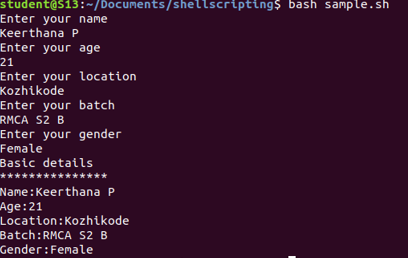 student@S13:~/Documents/shellscripting$ bash sample.sh
Enter your name
Keerthana P
Enter your age
21
Enter your location
Kozhikode
Enter your batch
RMCA S2 B
Enter your gender
Female
Basic details
***************
Name:Keerthana P
Age:21
Location:Kozhikode
Batch:RMCA S2 B
Gender:Female